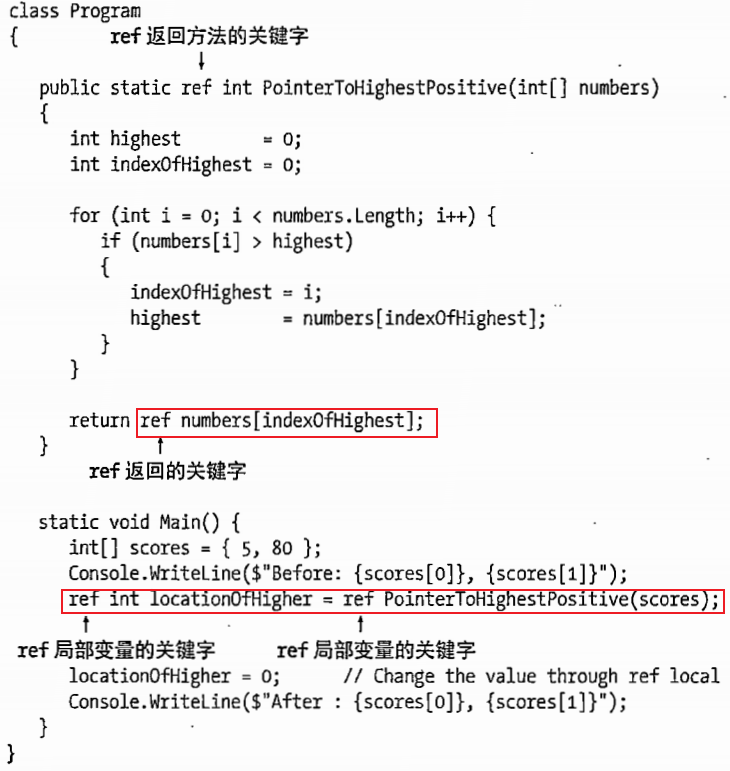 class Program
{
ref 返回方法的关键字
↓
public static ref int PointerToHighestPositive(int[] numbers)
{
int highest = 0;
int indexOfHighest = 0;
for (int i = 0; i < numbers.Length; i++) {
if (numbers[i] > highest)
{
indexOfHighest = i;
highest = numbers[indexOfHighest];
}
}
return ref numbers[indexOfHighest];
}
↑
ref 返回的关键字
static void Main() {
int[] scores = { 5, 80 };
Console.WriteLine($"Before: {scores[0]}, {scores[1]}");
ref int locationOfHigher = ref PointerToHighestPositive(scores);
↑ ↑
ref 局部变量的关键字 ref 局部变量的关键字
locationOfHigher = 0; // Change the value through ref local
Console.WriteLine($"After : {scores[0]}, {scores[1]}");
}
}